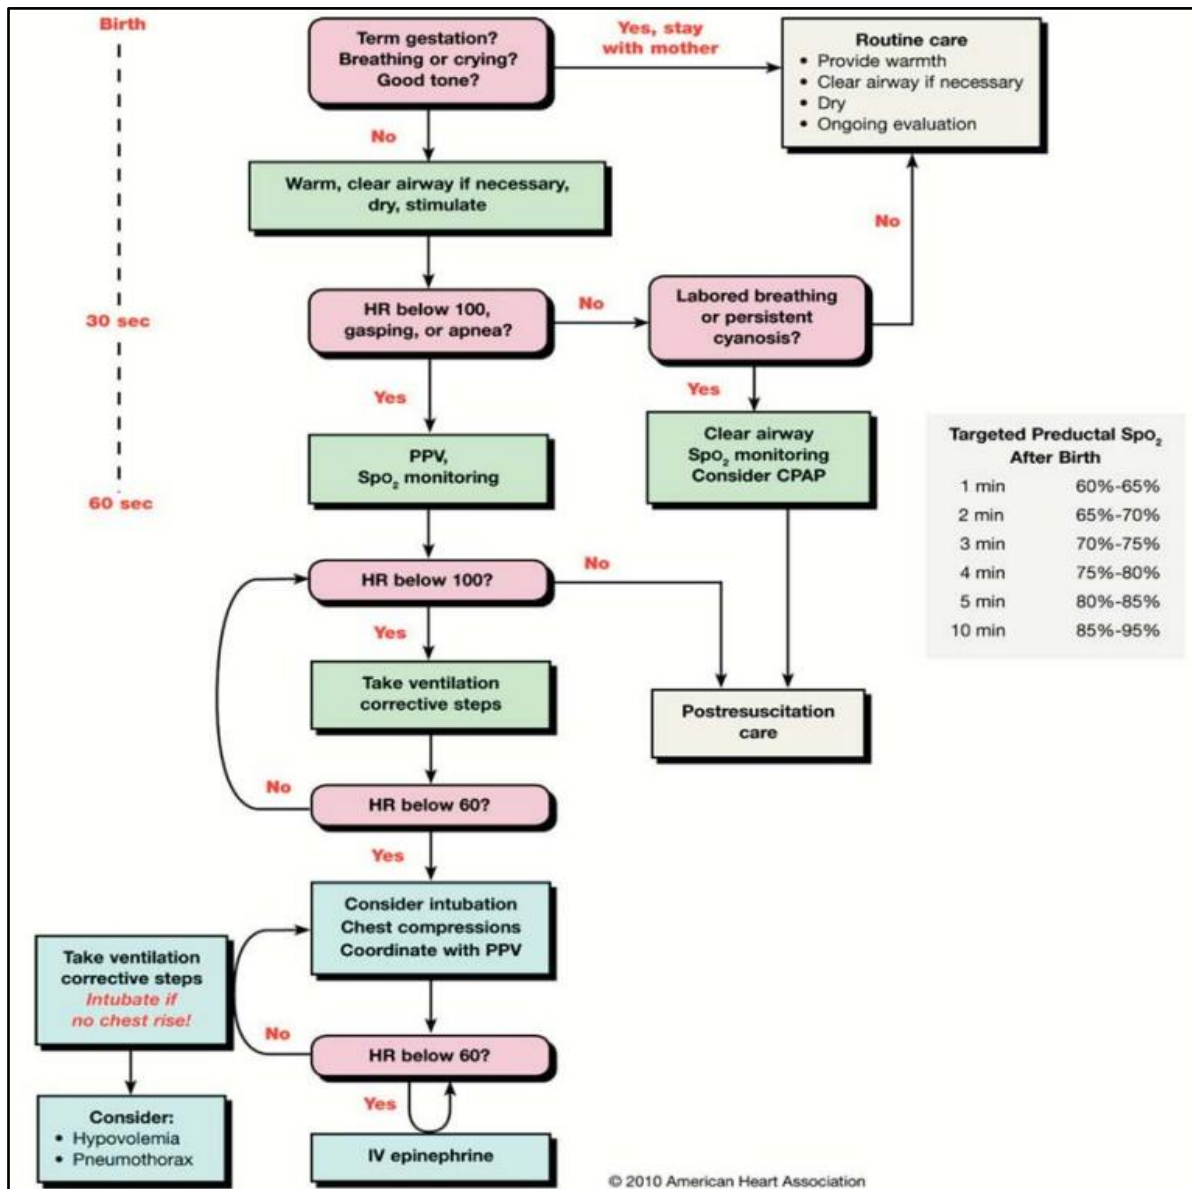 Birth
Term gestation?
Breathing or crying?
Good tone?
Yes, stay
with mother
Routine care
• Provide warmth
• Clear airway if necessary
• Dry
• Ongoing evaluation
No
Warm, clear airway if necessary,
dry, stimulate
No
30 sec
HR below 100,
gasping, or apnea?
No
Labored breathing
or persistent
cyanosis?
Yes
Yes
PPV,
Spo₂ monitoring
Clear airway
Spo₂ monitoring
Consider CPAP
60 sec
Targeted Preductal Spo₂
After Birth
1 min 60%-65%
2 min 65%-70%
3 min 70%-75%
4 min 75%-80%
5 min 80%-85%
10 min 85%-95%
HR below 100?
No
Yes
Take ventilation
corrective steps
Postresuscitation
care
No
HR below 60?
Yes
Consider intubation
Chest compressions
Coordinate with PPV
Take ventilation
corrective steps
Intubate if
no chest rise!
No
HR below 60?
Yes
Consider:
• Hypovolemia
• Pneumothorax
IV epinephrine
© 2010 American Heart Association